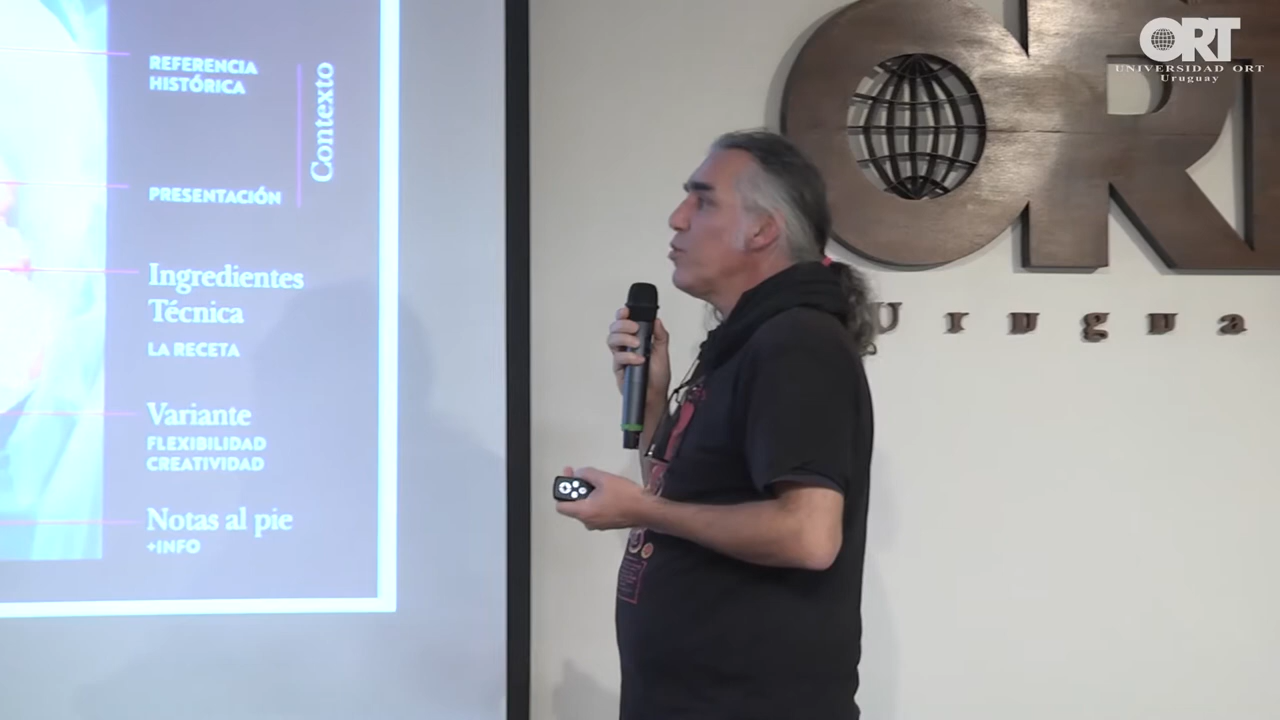 REFERENCIA
HISTÓRICA
Contexto
PRESENTACIÓN
Ingredientes
Técnica
LA RECETA
Variante
FLEXIBILIDAD
CREATIVIDAD
Notas al pie
+INFO
ORT
Urugua
ORT
UNIVERSIDAD ORT
Uruguay